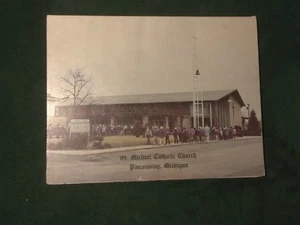 St. Michael Catholic Church
Pinconning, Michigan